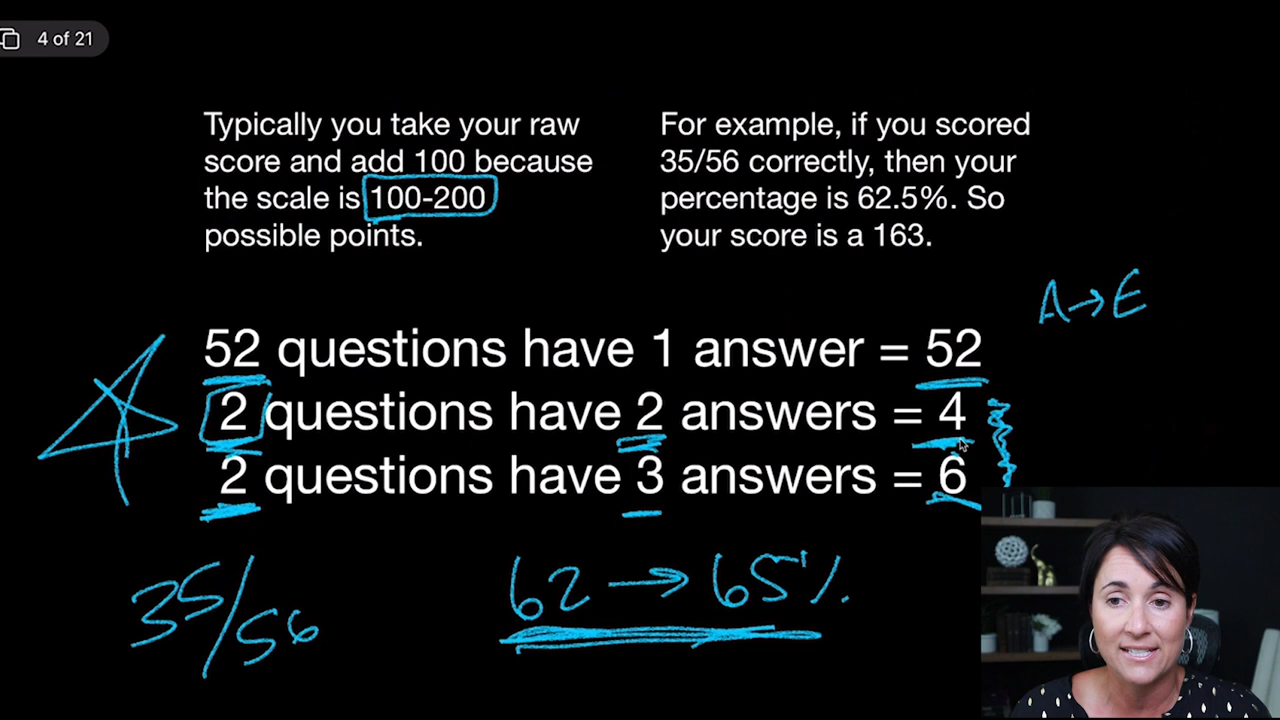 4 of 21
Typically you take your raw
score and add 100 because
the scale is 100-200
possible points.
For example, if you scored
35/56 correctly, then your
percentage is 62.5%. So
your score is a 163.
A→E
52 questions have 1 answer = 52
2 questions have 2 answers = 4
2 questions have 3 answers = 6
35/56
62 → 65%